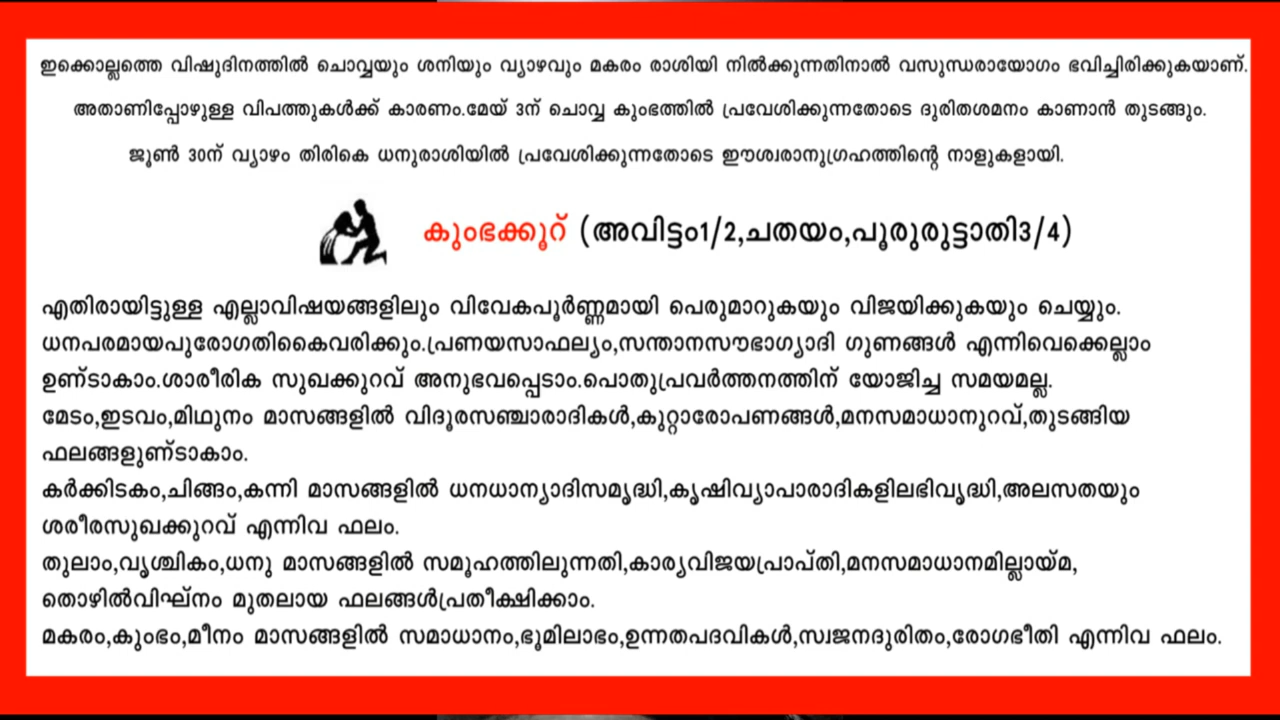 ഇക്കൊല്ലത്തെ വിഷുദിനത്തിൽ ചൊവ്വയും ശനിയും വ്യാഴവും മകരം രാശിയി നിൽക്കുന്നതിനാൽ വസുന്ധരായോഗം ഭവിച്ചിരിക്കുകയാണ്.
അതാണിപ്പോഴുള്ള വിപത്തുകൾക്ക് കാരണം.മേയ് 3ന് ചൊവ്വ കുംഭത്തിൽ പ്രവേശിക്കുന്നതോടെ ദുരിതശമനം കാണാൻ തുടങ്ങും.
ജൂൺ 30ന് വ്യാഴം തിരികെ ധനുരാശിയിൽ പ്രവേശിക്കുന്നതോടെ ഈശ്വരാനുഗ്രഹത്തിന്റെ നാളുകളായി.
കുംഭക്കൂറ് (അവിട്ടം1/2,ചതയം,പൂരുരുട്ടാതി3/4)
എതിരായിട്ടുള്ള എല്ലാവിഷയങ്ങളിലും വിവേകപൂർണ്ണമായി പെരുമാറുകയും വിജയിക്കുകയും ചെയ്യും.
ധനപരമായപുരോഗതികൈവരിക്കും.പ്രണയസാഫല്യം,സന്താനസൗഭാഗ്യാദി ഗുണങ്ങൾ എന്നിവെക്കെല്ലാം
ഉണ്ടാകാം.ശാരീരിക സുഖക്കുറവ് അനുഭവപ്പെടാം.പൊതുപ്രവർത്തനത്തിന് യോജിച്ച സമയമല്ല.
മേടം,ഇടവം,മിഥുനം മാസങ്ങളിൽ വിദൂരസഞ്ചാരാദികൾ,കുറ്റാരോപണങ്ങൾ,മനസമാധാനുറവ്,തുടങ്ങിയ
ഫലങ്ങളുണ്ടാകാം.
കർക്കിടകം,ചിങ്ങം,കന്നി മാസങ്ങളിൽ ധനധാന്യാദിസമൃദ്ധി,കൃഷിവ്യാപാരാദികളിലഭിവൃദ്ധി,അലസതയും
ശരീരസുഖക്കുറവ് എന്നിവ ഫലം.
തുലാം,വൃശ്ചികം,ധനു മാസങ്ങളിൽ സമൂഹത്തിലുന്നതി,കാര്യവിജയപ്രാപ്തി,മനസമാധാനമില്ലായ്മ,
തൊഴിൽവിഘ്നം മുതലായ ഫലങ്ങൾപ്രതീക്ഷിക്കാം.
മകരം,കുംഭം,മീനം മാസങ്ങളിൽ സമാധാനം,ഭൂമിലാഭം,ഉന്നതപദവികൾ,സ്വജനദുരിതം,രോഗഭീതി എന്നിവ ഫലം.